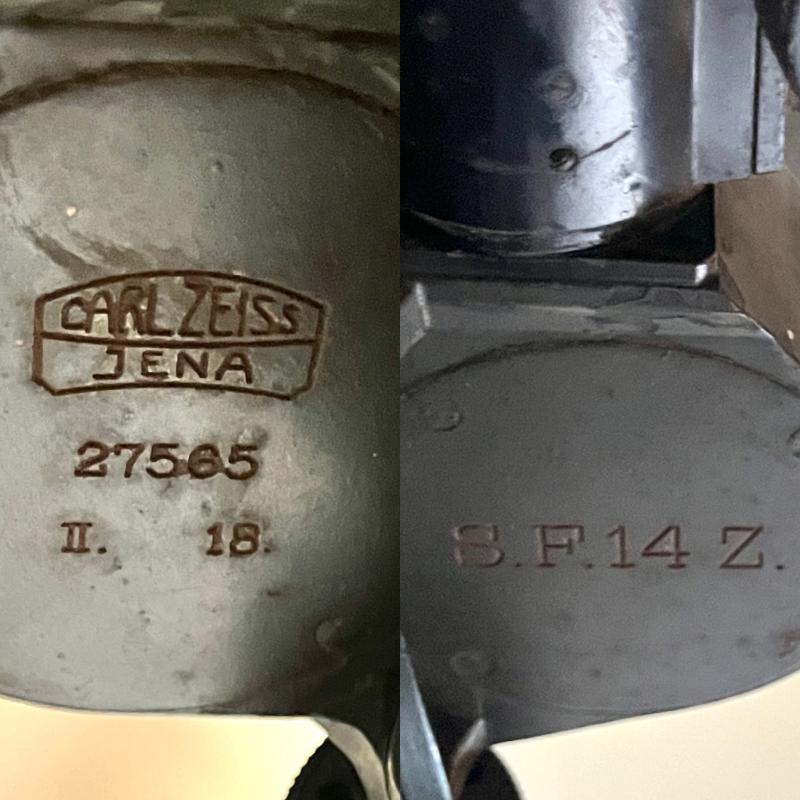 CARL ZEISS
JENA
27565
II. 18.
S.F.14 Z.